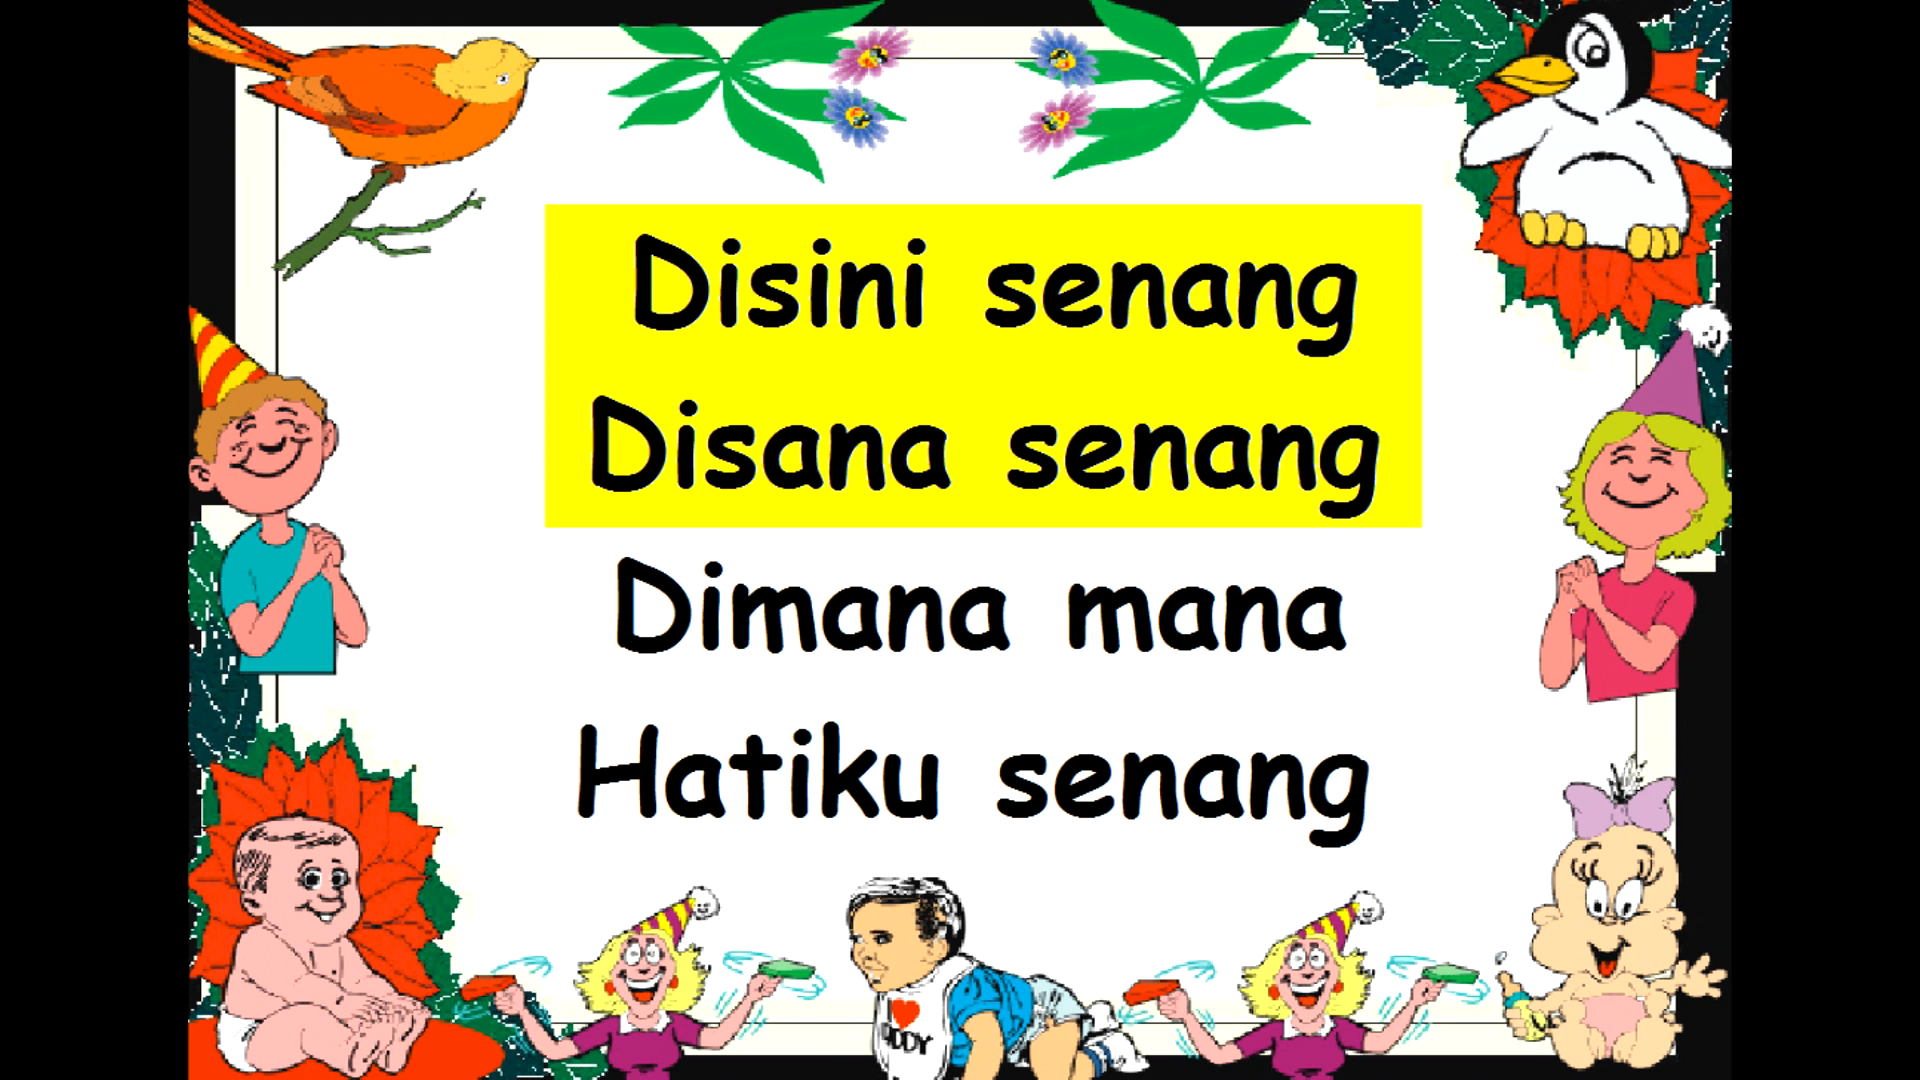 Disini senang
Disana senang
Dimana mana
Hatiku senang